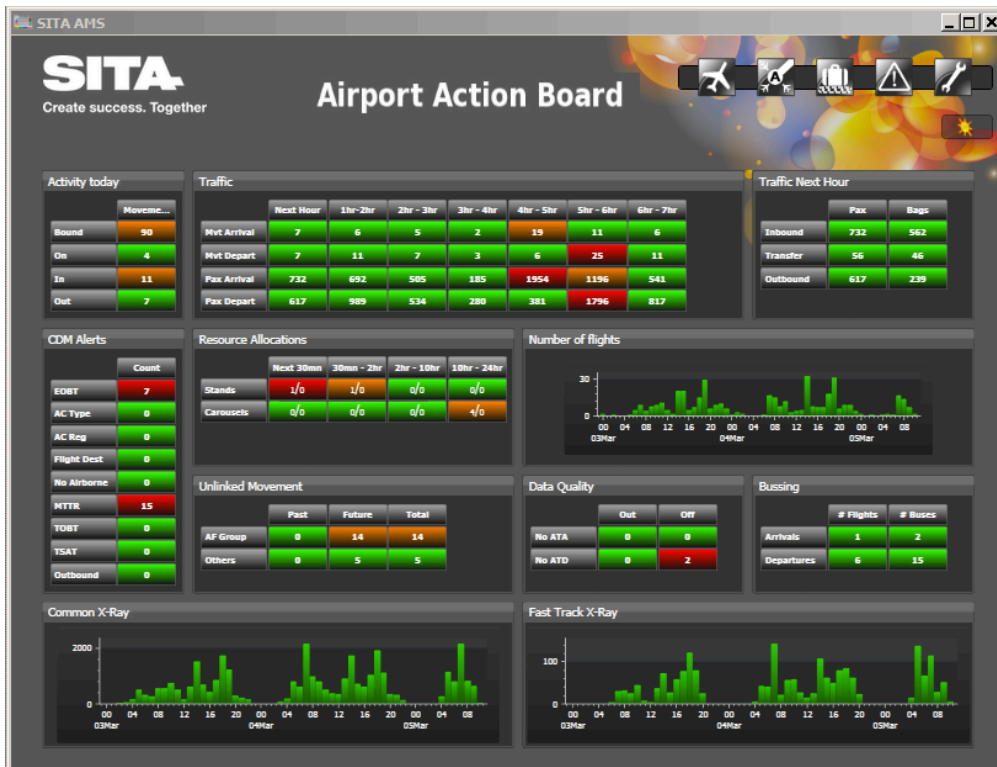 SITA AMS
SITA
Create success. Together
Airport Action Board
A
Activity today
Moveme...
Bound 90
On 4
In 11
Out 7
Traffic
Next Hour 1hr-2hr 2hr - 3hr 3hr - 4hr 4hr - 5hr 5hr - 6hr 6hr - 7hr
Mvt Arrival 7 6 5 2 19 11 6
Mvt Depart 7 11 7 3 6 25 11
Pax Arrival 732 692 505 185 1954 1196 541
Pax Depart 617 989 534 280 381 1796 817
Traffic Next Hour
Pax Bags
Inbound 732 562
Transfer 56 46
Outbound 617 239
CDM Alerts
Count
EOBT 7
AC Type 0
AC Reg 0
Flight Dest 0
No Airborne 0
MTTR 15
TOBT 0
TSAT 0
Outbound 0
Resource Allocations
Next 30mn 30mn - 2hr 2hr - 10hr 10hr - 24hr
Stands 1/0 1/0 0/0 0/0
Carousels 0/0 0/0 0/0 4/0
Number of flights
30
0
00 04 08 12 16 20 00 04 08 12 16 20 00 04 08
03Mar 04Mar 05Mar
Unlinked Movement
Past Future Total
AF Group 0 14 14
Others 0 5 5
Data Quality
Out Off
No ATA 0 0
No ATD 0 2
Bussing
# Flights # Buses
Arrivals 1 2
Departures 6 15
Common X-Ray
2000
0
00 04 08 12 16 20 00 04 08 12 16 20 00 04 08
03Mar 04Mar 05Mar
Fast Track X-Ray
100
0
00 04 08 12 16 20 00 04 08 12 16 20 00 04 08
03Mar 04Mar 05Mar